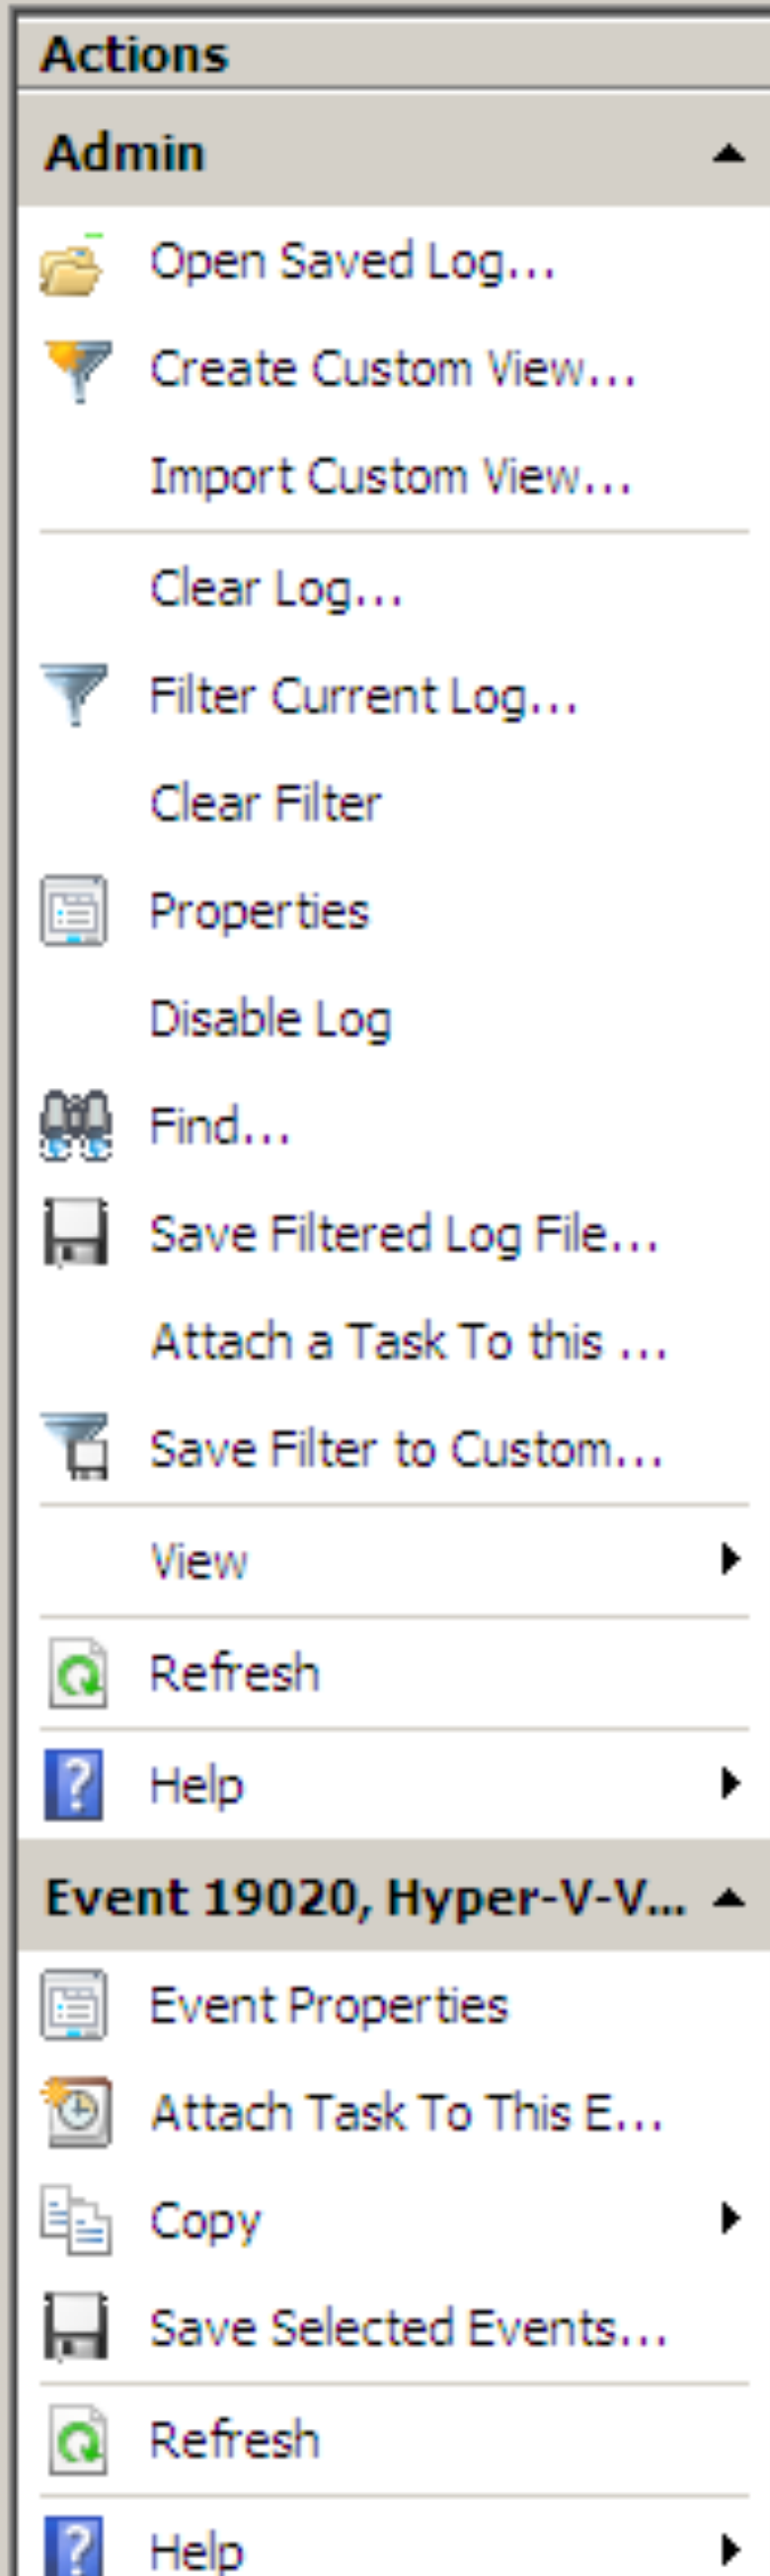 Actions
Admin
Open Saved Log...
Create Custom View...
Import Custom View...
Clear Log...
Filter Current Log...
Clear Filter
Properties
Disable Log
Find...
Save Filtered Log File...
Attach a Task To this ...
Save Filter to Custom...
View
Refresh
Help
Event 19020, Hyper-V-V...
Event Properties
Attach Task To This E...
Copy
Save Selected Events...
Refresh
Help